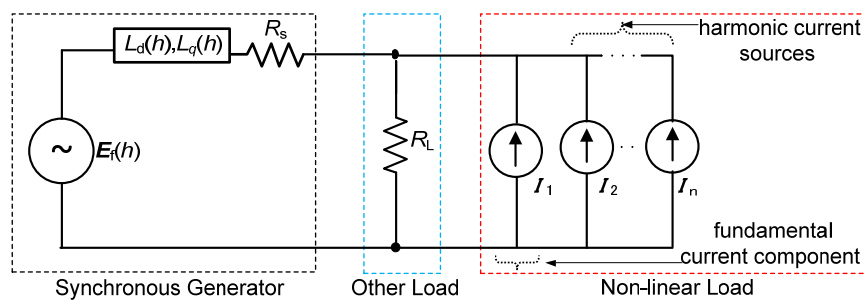 L_d(h), L_q(h)
R_s
harmonic current
sources
~
E_f(h)
R_L
I_1
I_2
I_n
fundamental
current component
Synchronous Generator
Other Load
Non-linear Load